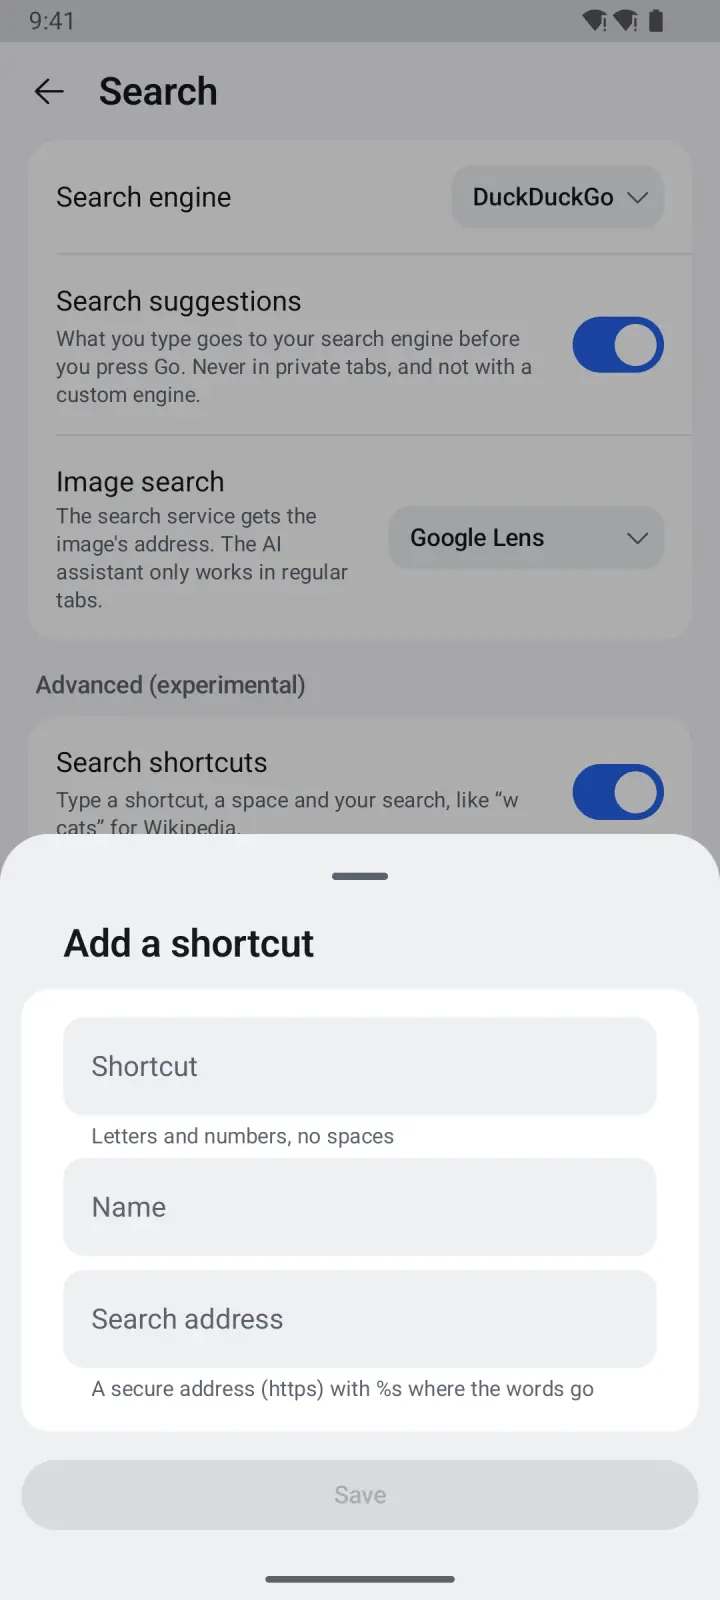 9:41
Search
Search engine
DuckDuckGo
Search suggestions
What you type goes to your search engine before
you press Go. Never in private tabs, and not with a
custom engine.
Image search
The search service gets the
image's address. The AI
assistant only works in regular
tabs.
Google Lens
Advanced (experimental)
Search shortcuts
Type a shortcut, a space and your search, like “w
cats” for Wikipedia.
Add a shortcut
Shortcut
Letters and numbers, no spaces
Name
Search address
A secure address (https) with %s where the words go
Save